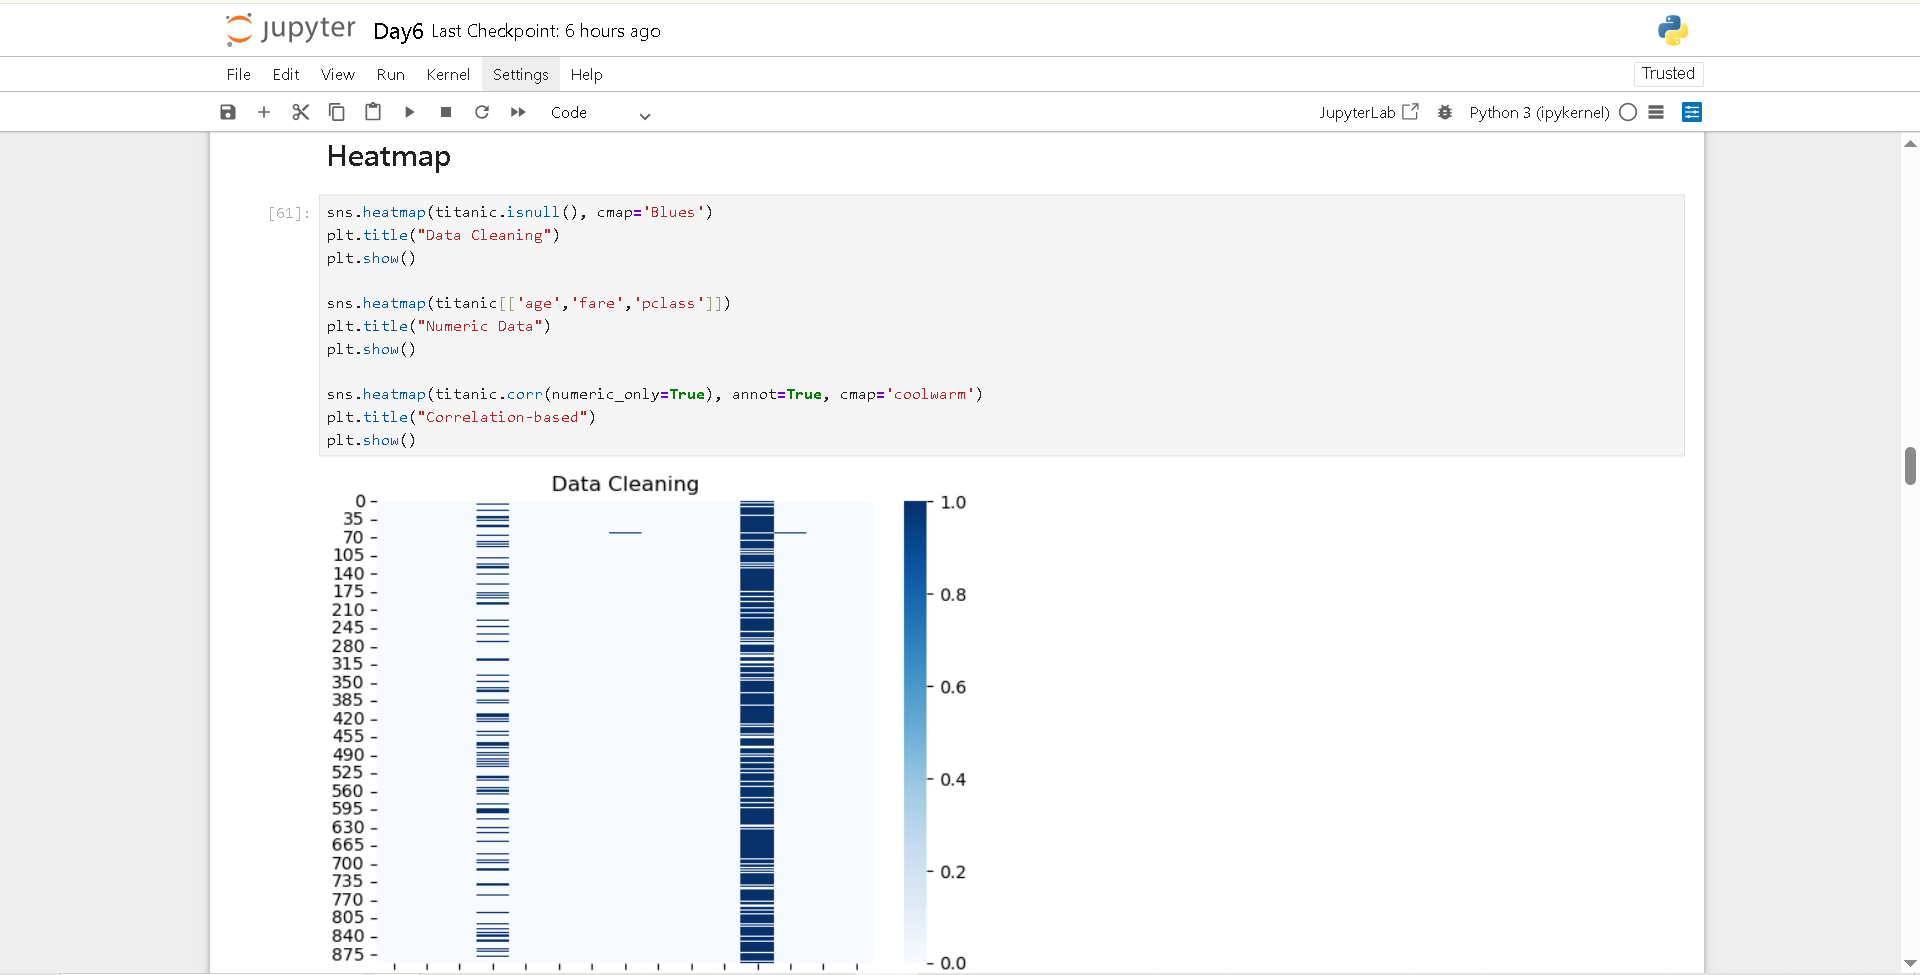 jupyter Day6 Last Checkpoint: 6 hours ago
File Edit View Run Kernel Settings Help Trusted
Code JupyterLab Python 3 (ipykernel)
Heatmap
[61]: sns.heatmap(titanic.isnull(), cmap='Blues')
plt.title("Data Cleaning")
plt.show()
sns.heatmap(titanic[['age','fare','pclass']])
plt.title("Numeric Data")
plt.show()
sns.heatmap(titanic.corr(numeric_only=True), annot=True, cmap='coolwarm')
plt.title("Correlation-based")
plt.show()
Data Cleaning
0
35
70
105
140
175
210
245
280
315
350
385
420
455
490
525
560
595
630
665
700
735
770
805
840
875
1.0
0.8
0.6
0.4
0.2
0.0